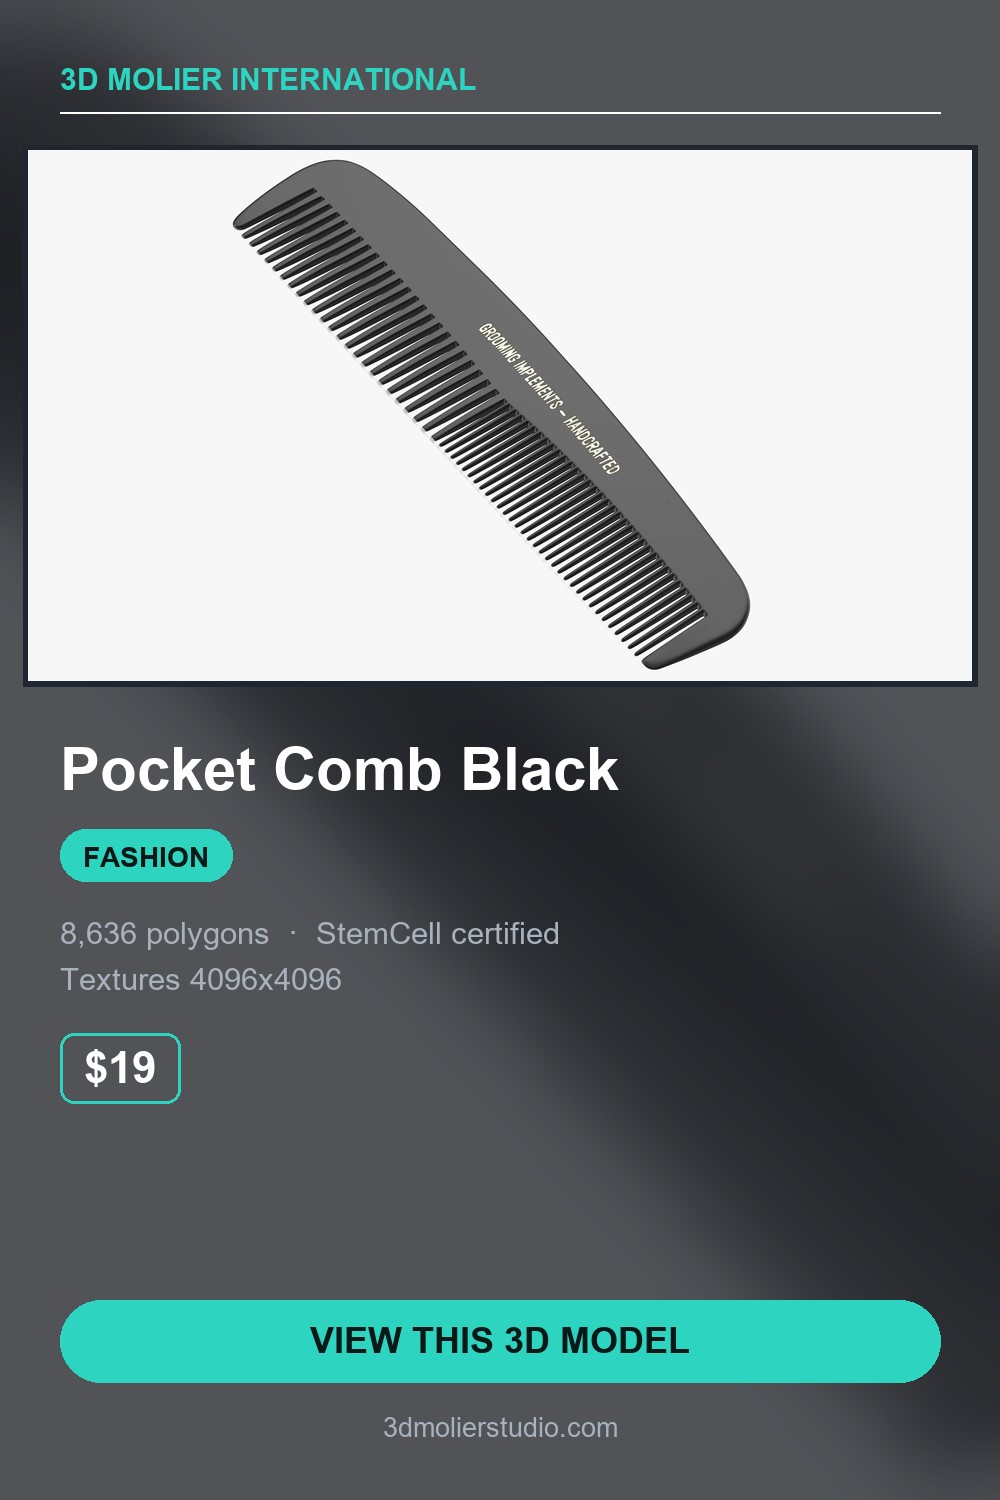 3D MOLIER INTERNATIONAL
GROOMING IMPLEMENTS – HANDCRAFTED
Pocket Comb Black
FASHION
8,636 polygons · StemCell certified
Textures 4096x4096
$19
VIEW THIS 3D MODEL
3dmolierstudio.com